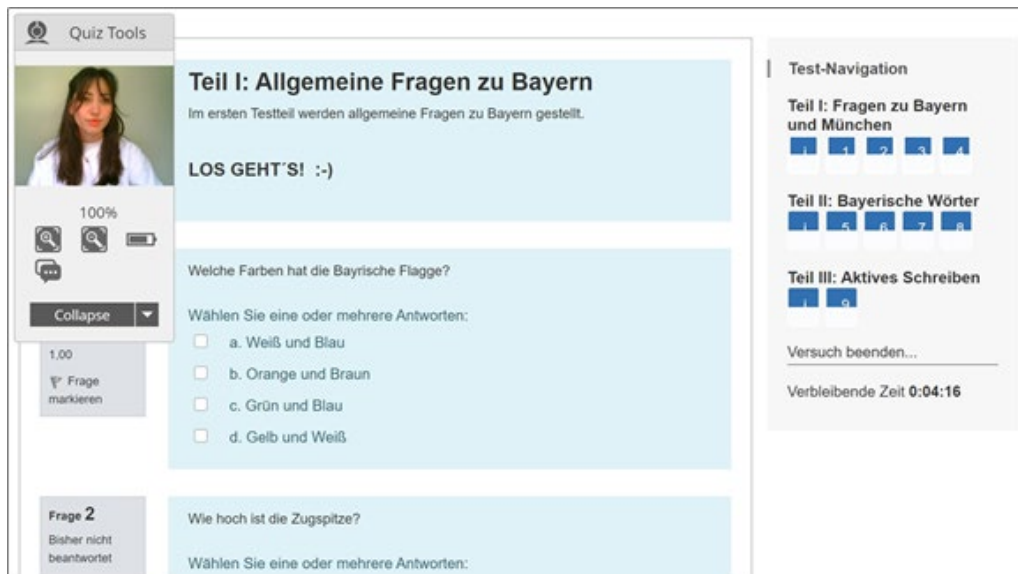 Quiz Tools
100%
Collapse
Teil I: Allgemeine Fragen zu Bayern
Im ersten Testteil werden allgemeine Fragen zu Bayern gestellt.
LOS GEHT´S! :-)
1,00
Frage
markieren
Welche Farben hat die Bayrische Flagge?
Wählen Sie eine oder mehrere Antworten:
a. Weiß und Blau
b. Orange und Braun
c. Grün und Blau
d. Gelb und Weiß
Frage 2
Bisher nicht
beantwortet
Wie hoch ist die Zugspitze?
Wählen Sie eine oder mehrere Antworten:
Test-Navigation
Teil I: Fragen zu Bayern
und München
i 1 2 3 4
Teil II: Bayerische Wörter
i 5 6 7 8
Teil III: Aktives Schreiben
i 9
Versuch beenden...
Verbleibende Zeit 0:04:16